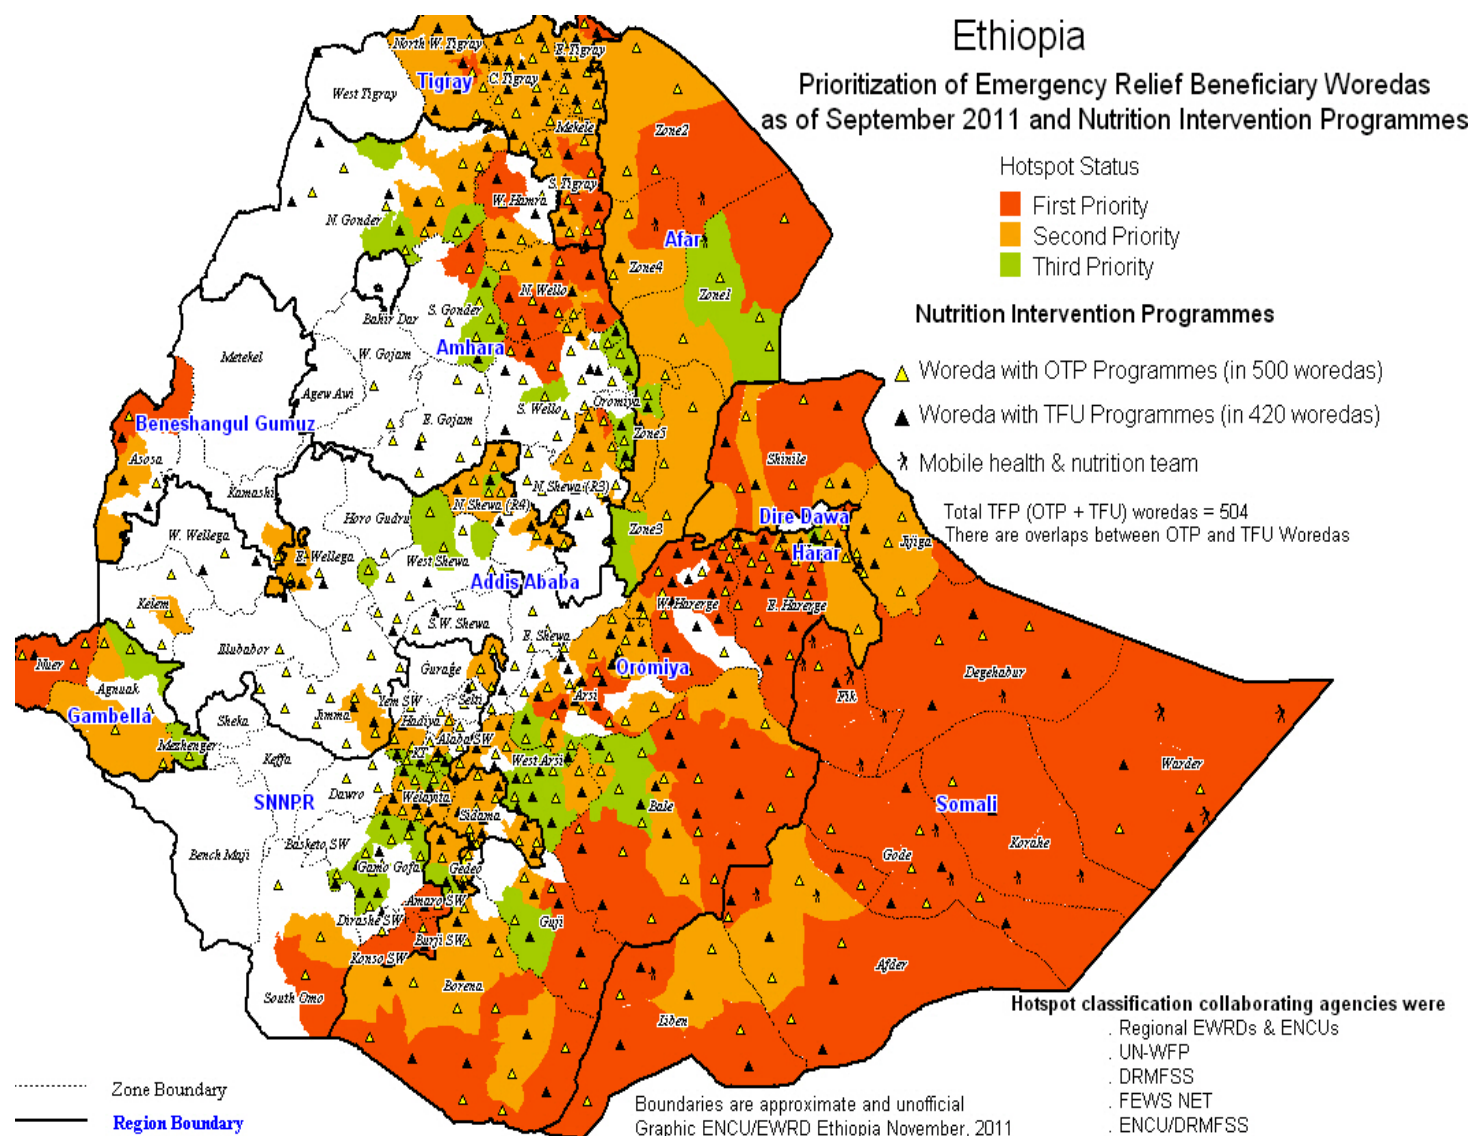 Ethiopia
Prioritization of Emergency Relief Beneficiary Woredas
as of September 2011 and Nutrition Intervention Programmes
Hotspot Status
First Priority
Second Priority
Third Priority
Nutrition Intervention Programmes
Woreda with OTP Programmes (in 500 woredas)
Woreda with TFU Programmes (in 420 woredas)
Mobile health & nutrition team
Total TFP (OTP + TFU) woredas = 504
There are overlaps between OTP and TFU Woredas
North W. Tigray
E. Tigray
C. Tigray
Tigray
West Tigray
Mekele
Zone2
S. Tigray
W. Hamra
N. Gonder
Afar
Zone4
Zone1
N. Wello
S. Gonder
Bahir Dar
Amhara
W. Gojam
Metekel
Agew Awi
S. Wello
Oromiya
E. Gojam
Zone5
Beneshangul Gumuz
Asosa
Shinile
Kamashi
N. Shewa (R3)
N. Shewa (R4)
Horo Gudru
Dire Dawa
Zone3
W. Wellega
E. Wellega
West Shewa
Harar
Jijiga
Addis Ababa
Kelem
W. Harerge
E. Harerge
S.W. Shewa
E. Shewa
Illubabor
Nuer
Gurage
Oromiya
Degehabur
Agnuak
Yem SW
Selti
Arsi
Fik
Gambella
Sheka
Jimma
Hadiya
Alaba SW
Mezhenger
Keffa
KT
West Arsi
Warder
Dawro
Welayita
SNNPR
Sidama
Bale
Somali
Basketo SW
Bench Maji
Gamo Gofa
Gedeo
Gode
Korahe
Amaro SW
Dirashe SW
Guji
Burji SW
Konso SW
Afder
Borena
South Omo
Liben
Hotspot classification collaborating agencies were
. Regional EWRDs & ENCUs
. UN-WFP
. DRMFSS
. FEWS NET
. ENCU/DRMFSS
Zone Boundary
Region Boundary
Boundaries are approximate and unofficial
Graphic ENCU/EWRD Ethiopia November, 2011